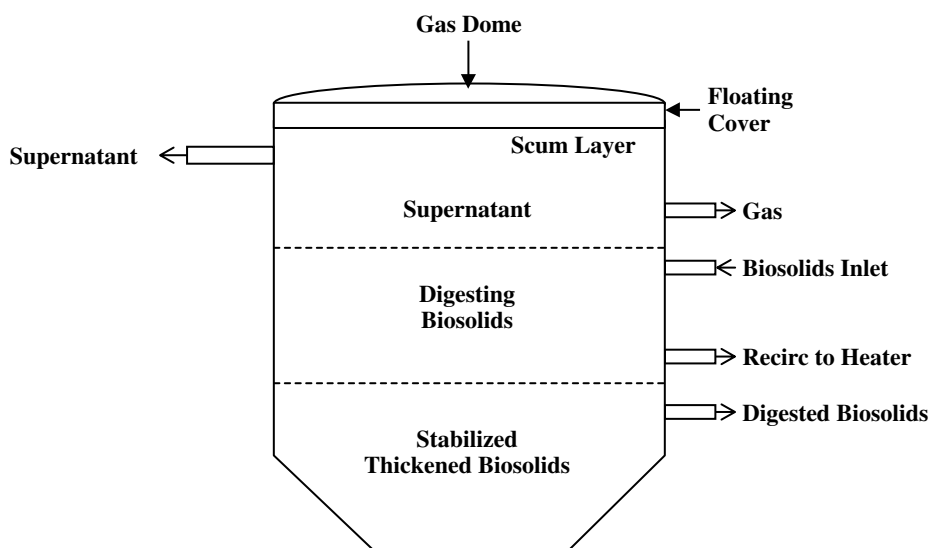 Gas Dome
Floating
Cover
Scum Layer
Supernatant
Supernatant
Gas
Biosolids Inlet
Digesting
Biosolids
Recirc to Heater
Digested Biosolids
Stabilized
Thickened Biosolids